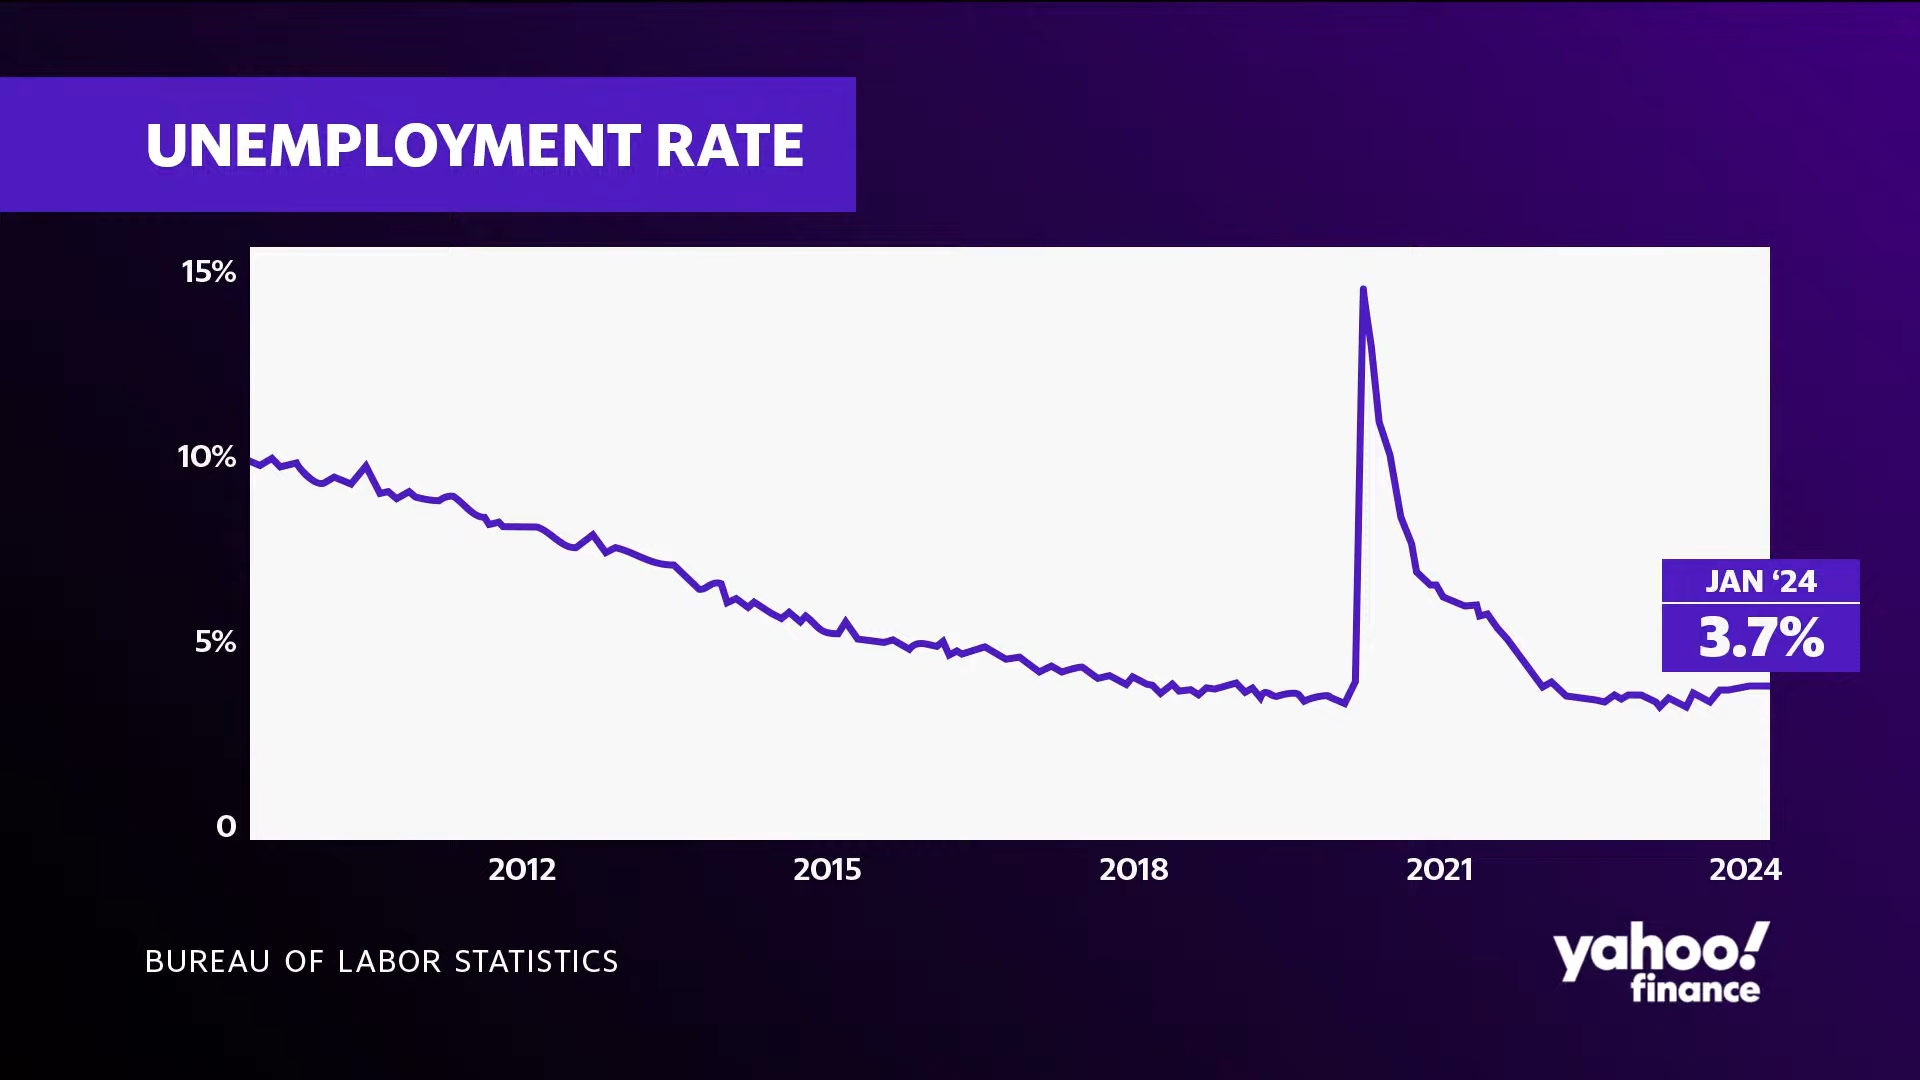 UNEMPLOYMENT RATE
15%
10%
5%
0
JAN ‘24
3.7%
2012 2015 2018 2021 2024
BUREAU OF LABOR STATISTICS
yahoo!
finance